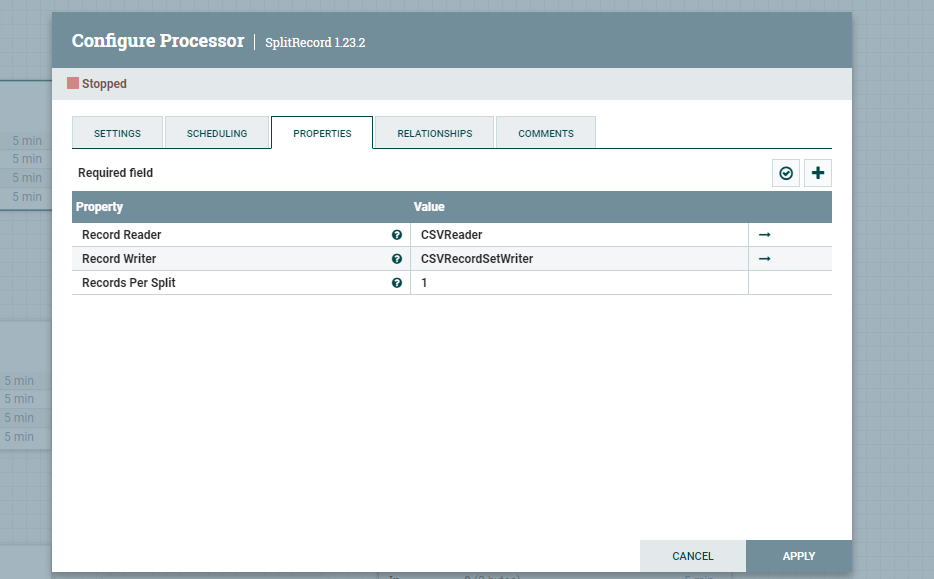 Configure Processor | SplitRecord 1.23.2
Stopped
SETTINGS SCHEDULING PROPERTIES RELATIONSHIPS COMMENTS
Required field
Property Value
Record Reader CSVReader
Record Writer CSVRecordSetWriter
Records Per Split 1
5 min
5 min
5 min
5 min
5 min
5 min
5 min
5 min
CANCEL APPLY